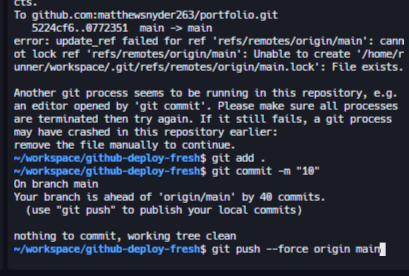 cts.
To github.com:matthewsnyder263/portfolio.git
5224cf6..0772351 main -> main
error: update_ref failed for ref 'refs/remotes/origin/main': cann
ot lock ref 'refs/remotes/origin/main': Unable to create '/home/r
unner/workspace/.git/refs/remotes/origin/main.lock': File exists.

Another git process seems to be running in this repository, e.g.
an editor opened by 'git commit'. Please make sure all processes
are terminated then try again. If it still fails, a git process
may have crashed in this repository earlier:
remove the file manually to continue.
~/workspace/github-deploy-fresh$ git add .
~/workspace/github-deploy-fresh$ git commit -m "10"
On branch main
Your branch is ahead of 'origin/main' by 40 commits.
(use "git push" to publish your local commits)

nothing to commit, working tree clean
~/workspace/github-deploy-fresh$ git push --force origin main